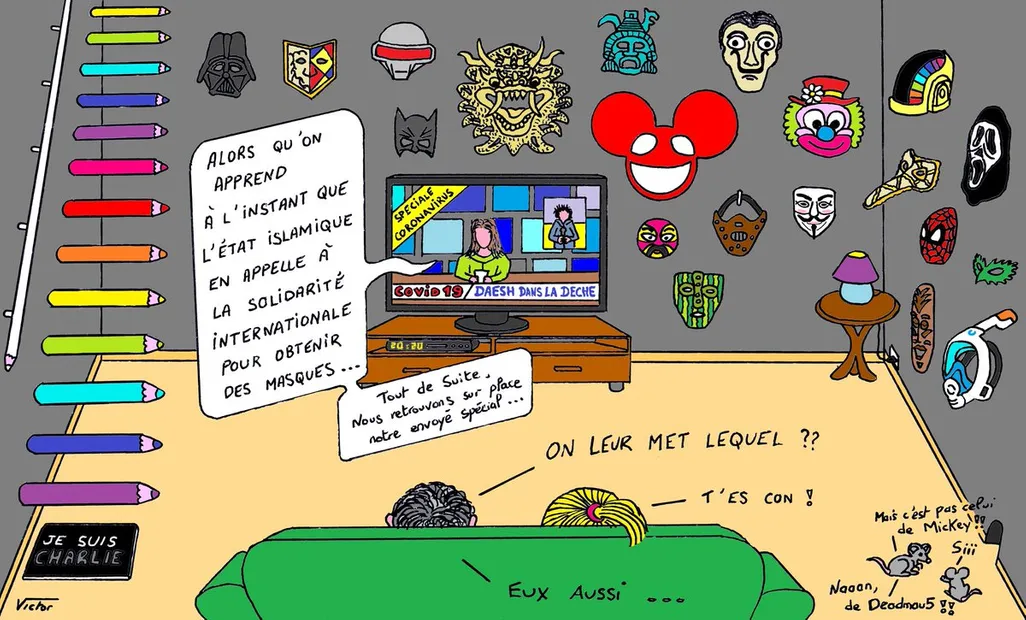 ALORS QU'ON
APPREND
À L'INSTANT QUE
L'ÉTAT ISLAMIQUE
EN APPELLE À
LA SOLIDARITÉ
INTERNATIONALE
POUR OBTENIR
DES MASQUES...
SPÉCIALE
CORONAVIRUS
COVID 19 / DAESH DANS LA DECHE
20:20
Tout de Suite,
Nous retrouvons sur place
notre envoyé spécial...
ON LEUR MET LEQUEL ??
T'ES CON !
EUX AUSSI ...
Mais c'est pas celui
de Mickey !!
Siii
Naaan,
de Deadmau5 !!
JE SUIS
CHARLIE
Victor